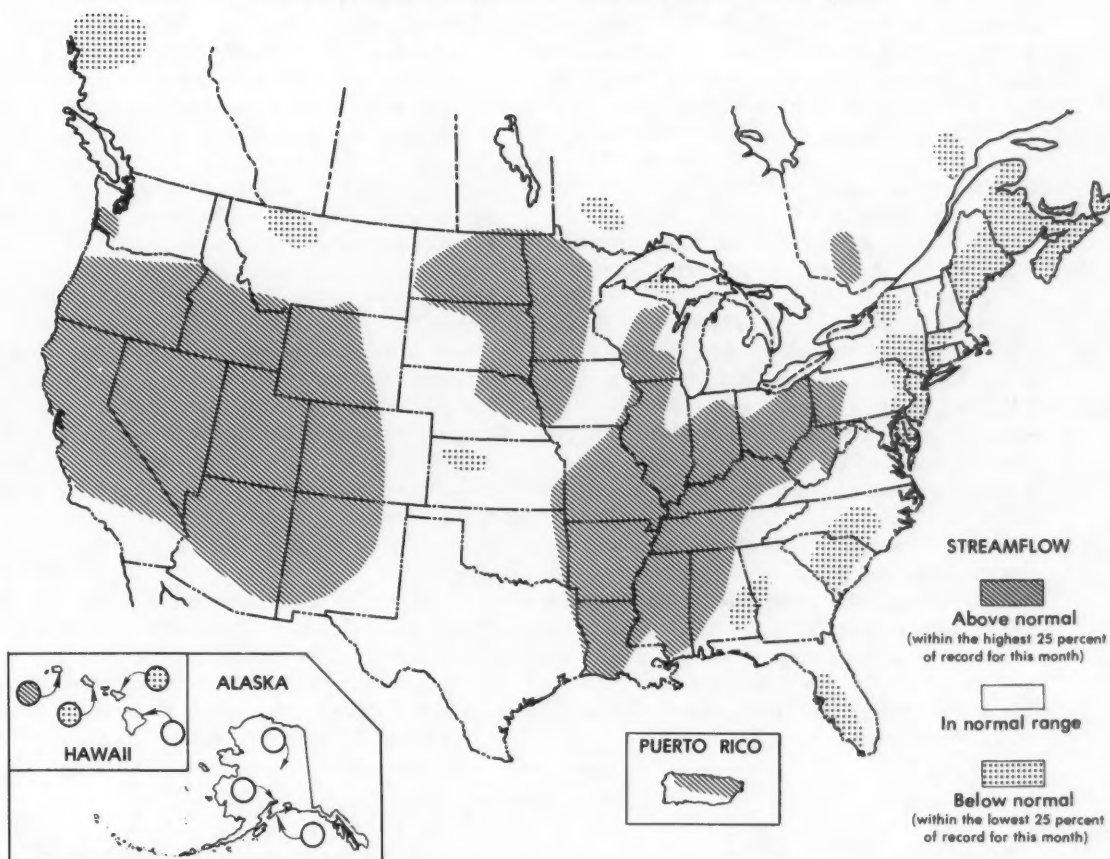 STREAMFLOW
Above normal
(within the highest 25 percent
of record for this month)
In normal range
Below normal
(within the lowest 25 percent
of record for this month)
HAWAII
ALASKA
PUERTO RICO